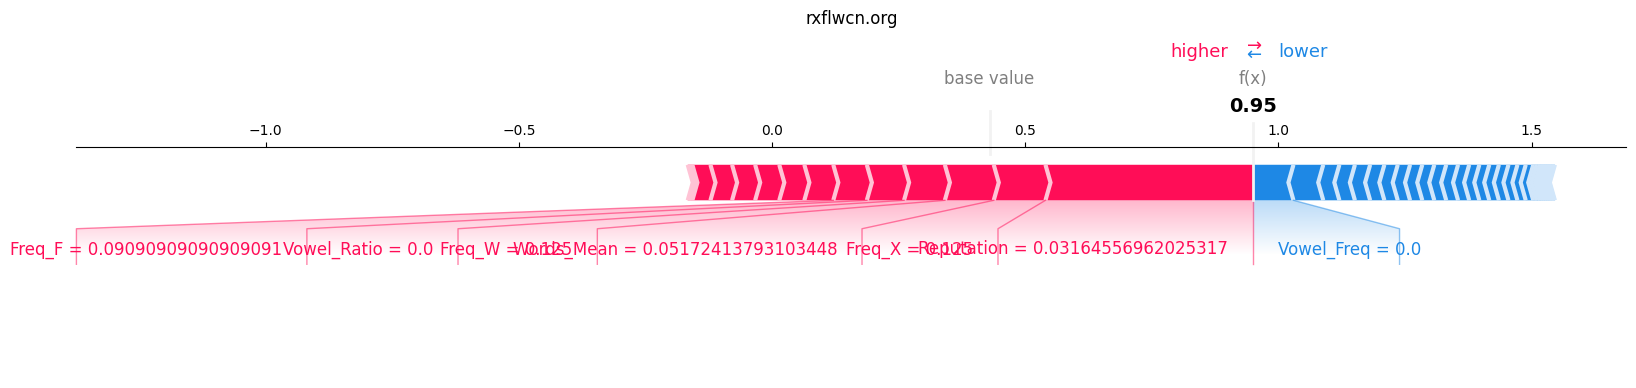 rxflwcn.org
higher ⇄ lower
base value f(x)
0.95
−1.0 −0.5 0.0 0.5 1.0 1.5
Freq_F = 0.09090909090909091 Vowel_Ratio = 0.0 Freq_W = 0.125 Words_Mean = 0.05172413793103448 Freq_X = 0.125 Reputation = 0.03164556962025317 Vowel_Freq = 0.0